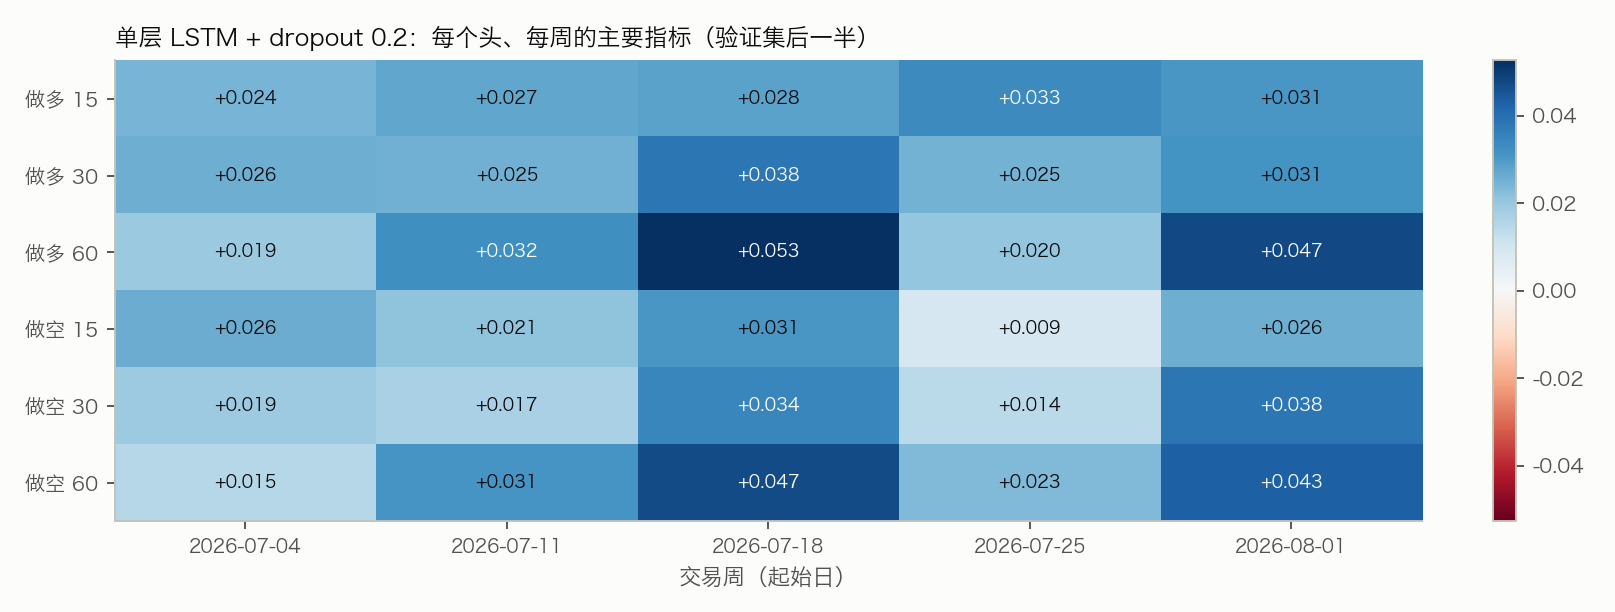 单层 LSTM + dropout 0.2：每个头、每周的主要指标（验证集后一半）
做多 15 +0.024 +0.027 +0.028 +0.033 +0.031 0.04
做多 30 +0.026 +0.025 +0.038 +0.025 +0.031 0.02
做多 60 +0.019 +0.032 +0.053 +0.020 +0.047 0.00
做空 15 +0.026 +0.021 +0.031 +0.009 +0.026
做空 30 +0.019 +0.017 +0.034 +0.014 +0.038 -0.02
做空 60 +0.015 +0.031 +0.047 +0.023 +0.043 -0.04
2026-07-04 2026-07-11 2026-07-18 2026-07-25 2026-08-01
交易周（起始日）